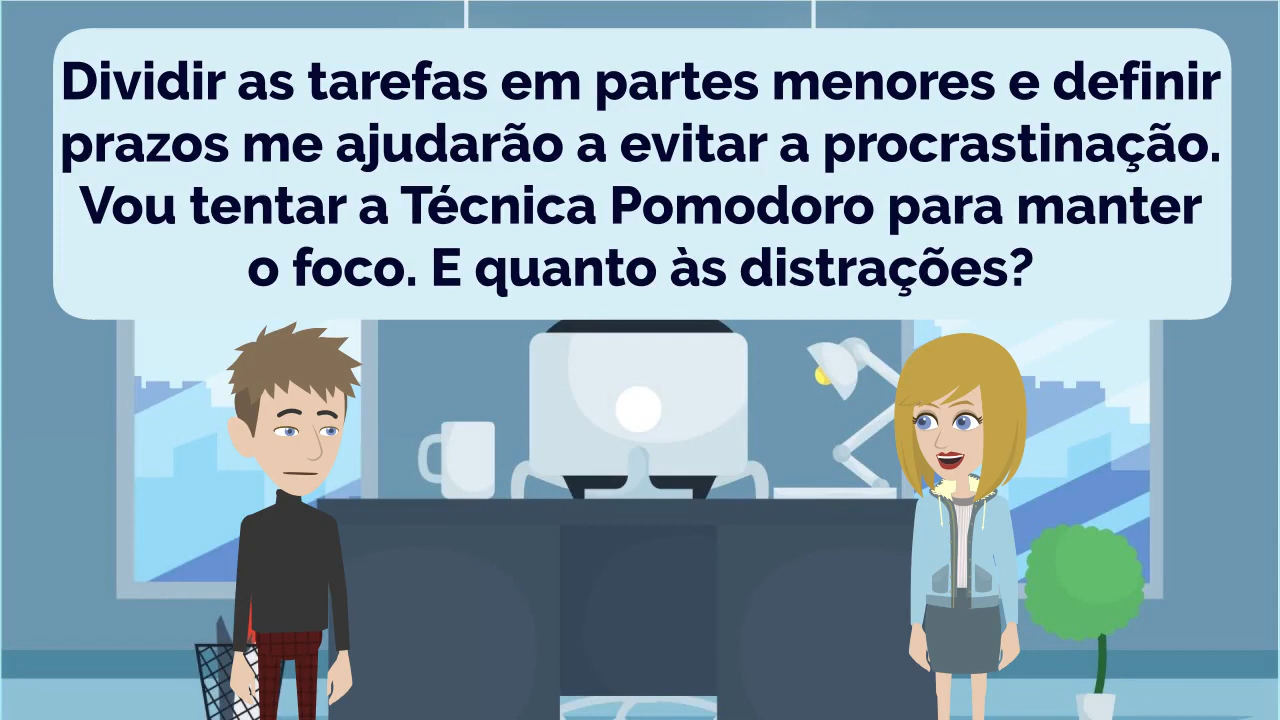 Dividir as tarefas em partes menores e definir
prazos me ajudarão a evitar a procrastinação.
Vou tentar a Técnica Pomodoro para manter
o foco. E quanto às distrações?